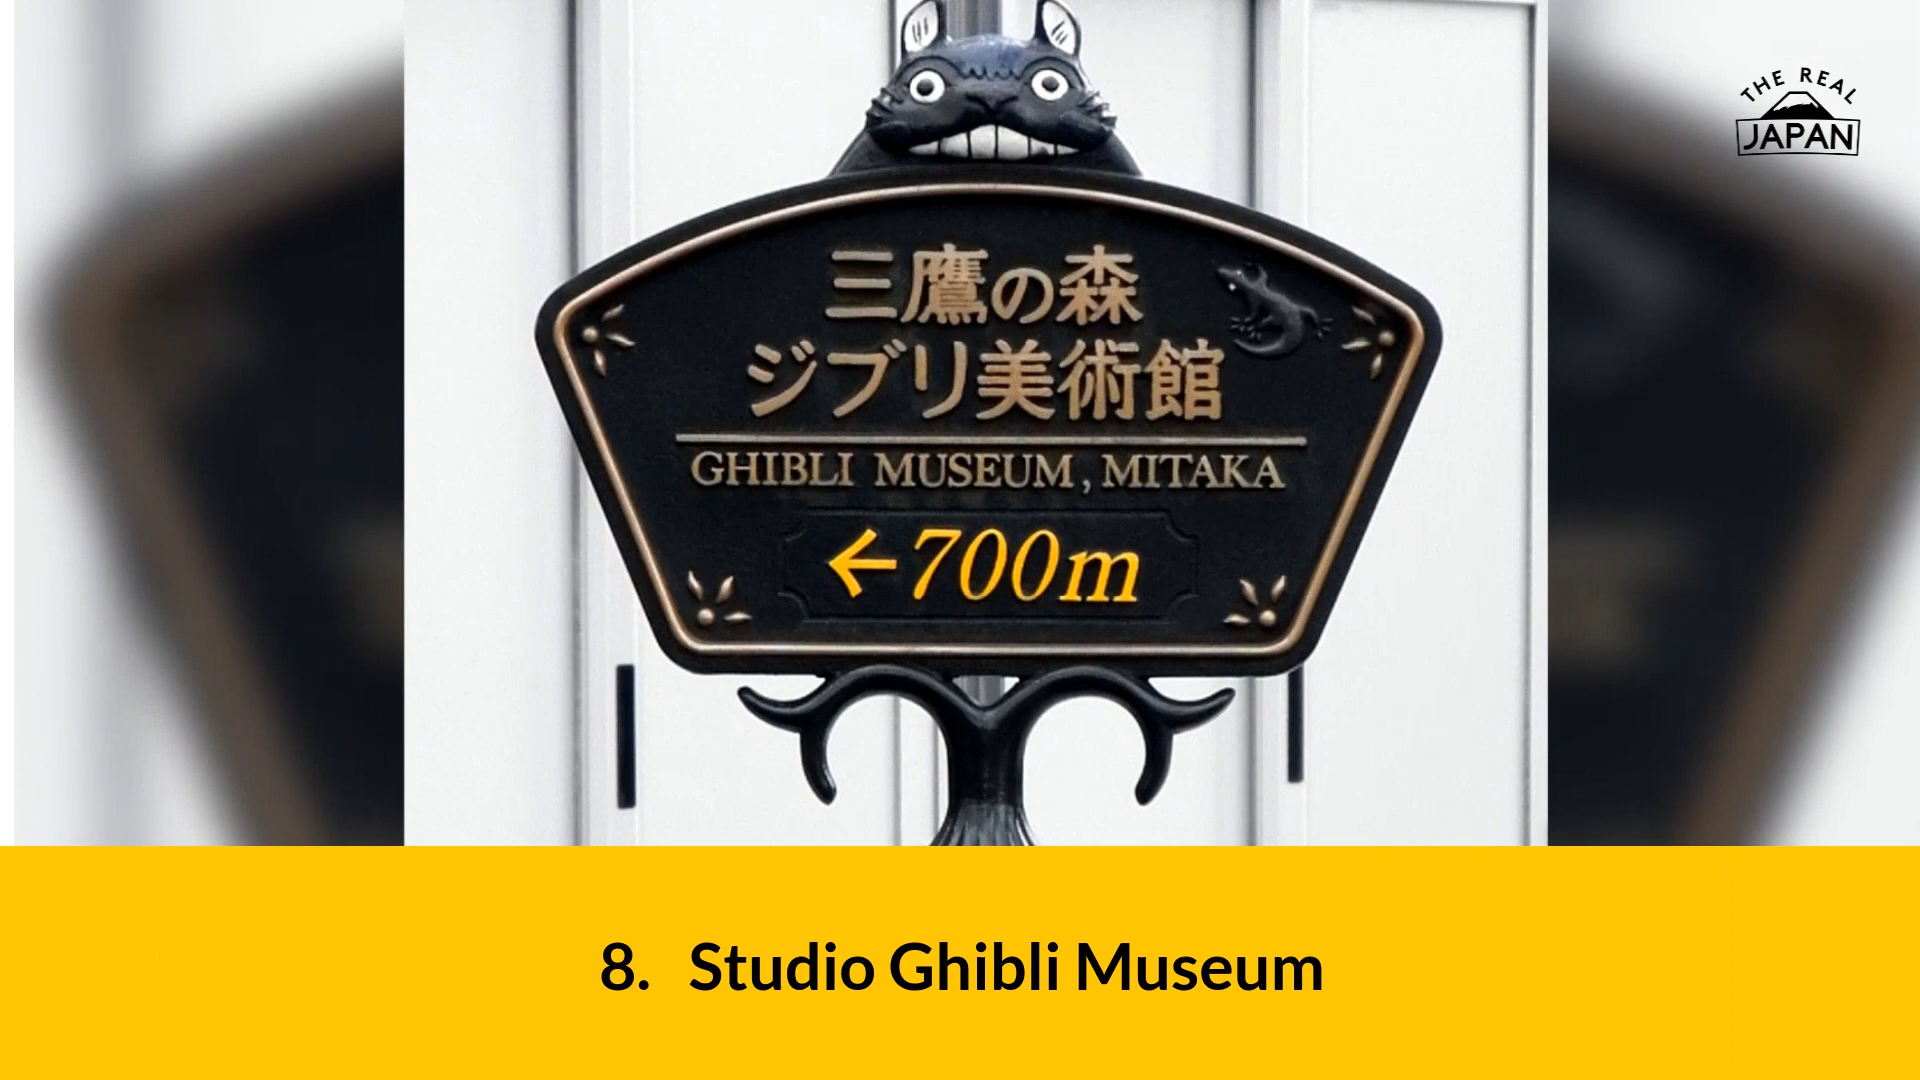 THE REAL
JAPAN
三鷹の森
ジブリ美術館
GHIBLI MUSEUM, MITAKA
←700m
8. Studio Ghibli Museum